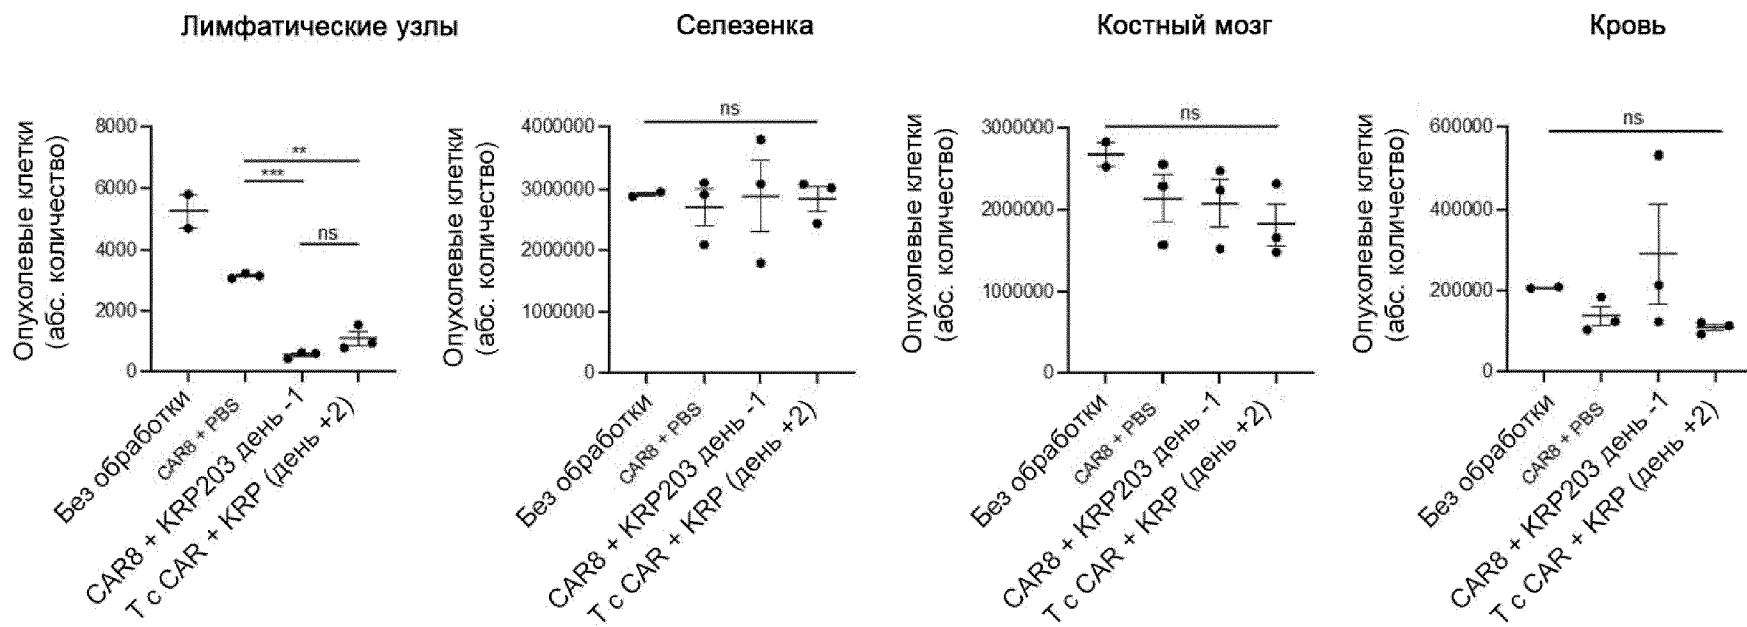 Лимфатические узлы
Опухолевые клетки
(абс. количество)
8000
6000
4000
2000
0
**
***
ns
Без обработки
CAR8 + PBS
CAR8 + KRP203 день -1
Т с CAR + KRP (день +2)
Селезенка
Опухолевые клетки
(абс. количество)
4000000
3000000
2000000
1000000
0
ns
Без обработки
CAR8 + PBS
CAR8 + KRP203 день -1
Т с CAR + KRP (день +2)
Костный мозг
Опухолевые клетки
(абс. количество)
3000000
2000000
1000000
0
ns
Без обработки
CAR8 + PBS
CAR8 + KRP203 день -1
Т с CAR + KRP (день +2)
Кровь
Опухолевые клетки
(абс. количество)
600000
400000
200000
0
ns
Без обработки
CAR8 + PBS
CAR8 + KRP203 день -1
Т с CAR + KRP (день +2)